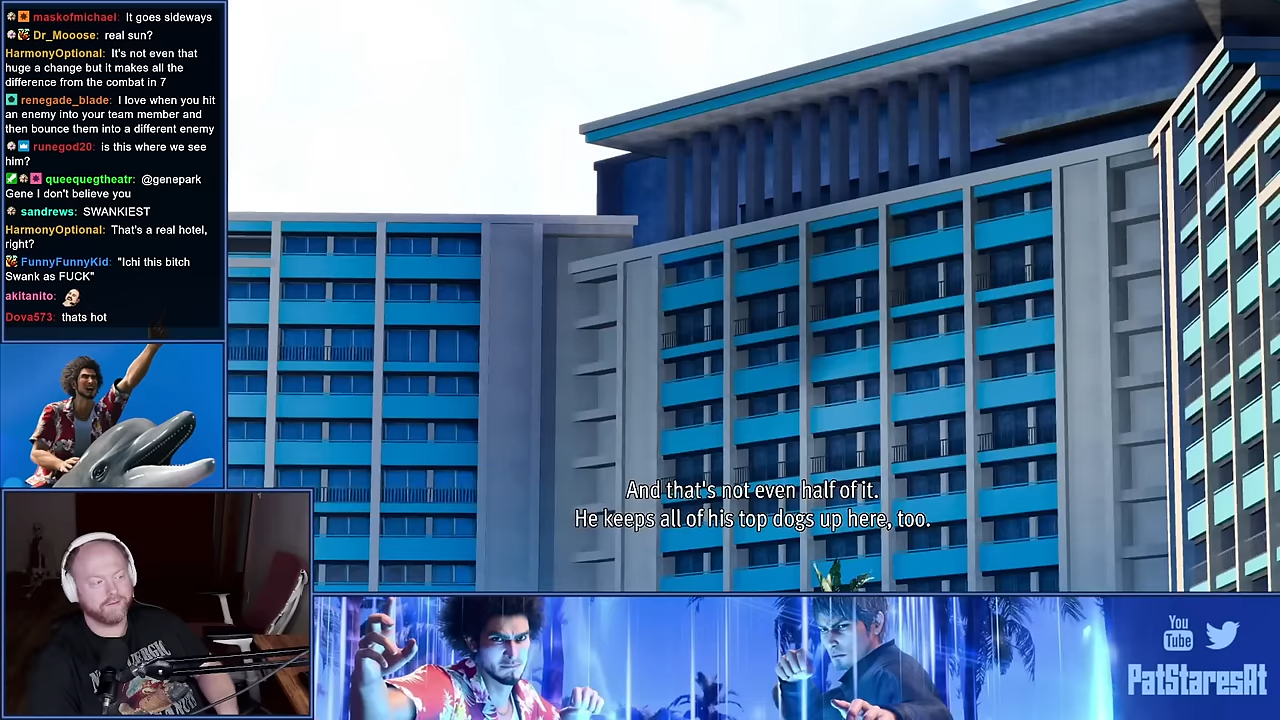 maskofmichael: It goes sideways
Dr_Mooose: real sun?
HarmonyOptional: It's not even that
huge a change but it makes all the
difference from the combat in 7
renegade_blade: I love when you hit
an enemy into your team member and
then bounce them into a different enemy
runegod20: is this where we see
him?
queequegtheatr: @genepark
Gene I don't believe you
sandrews: SWANKIEST
HarmonyOptional: That's a real hotel,
right?
FunnyFunnyKid: "Ichi this bitch
Swank as FUCK"
akitanito:
Dova573: thats hot
And that's not even half of it.
He keeps all of his top dogs up here, too.
You
Tube
PatStaresAt